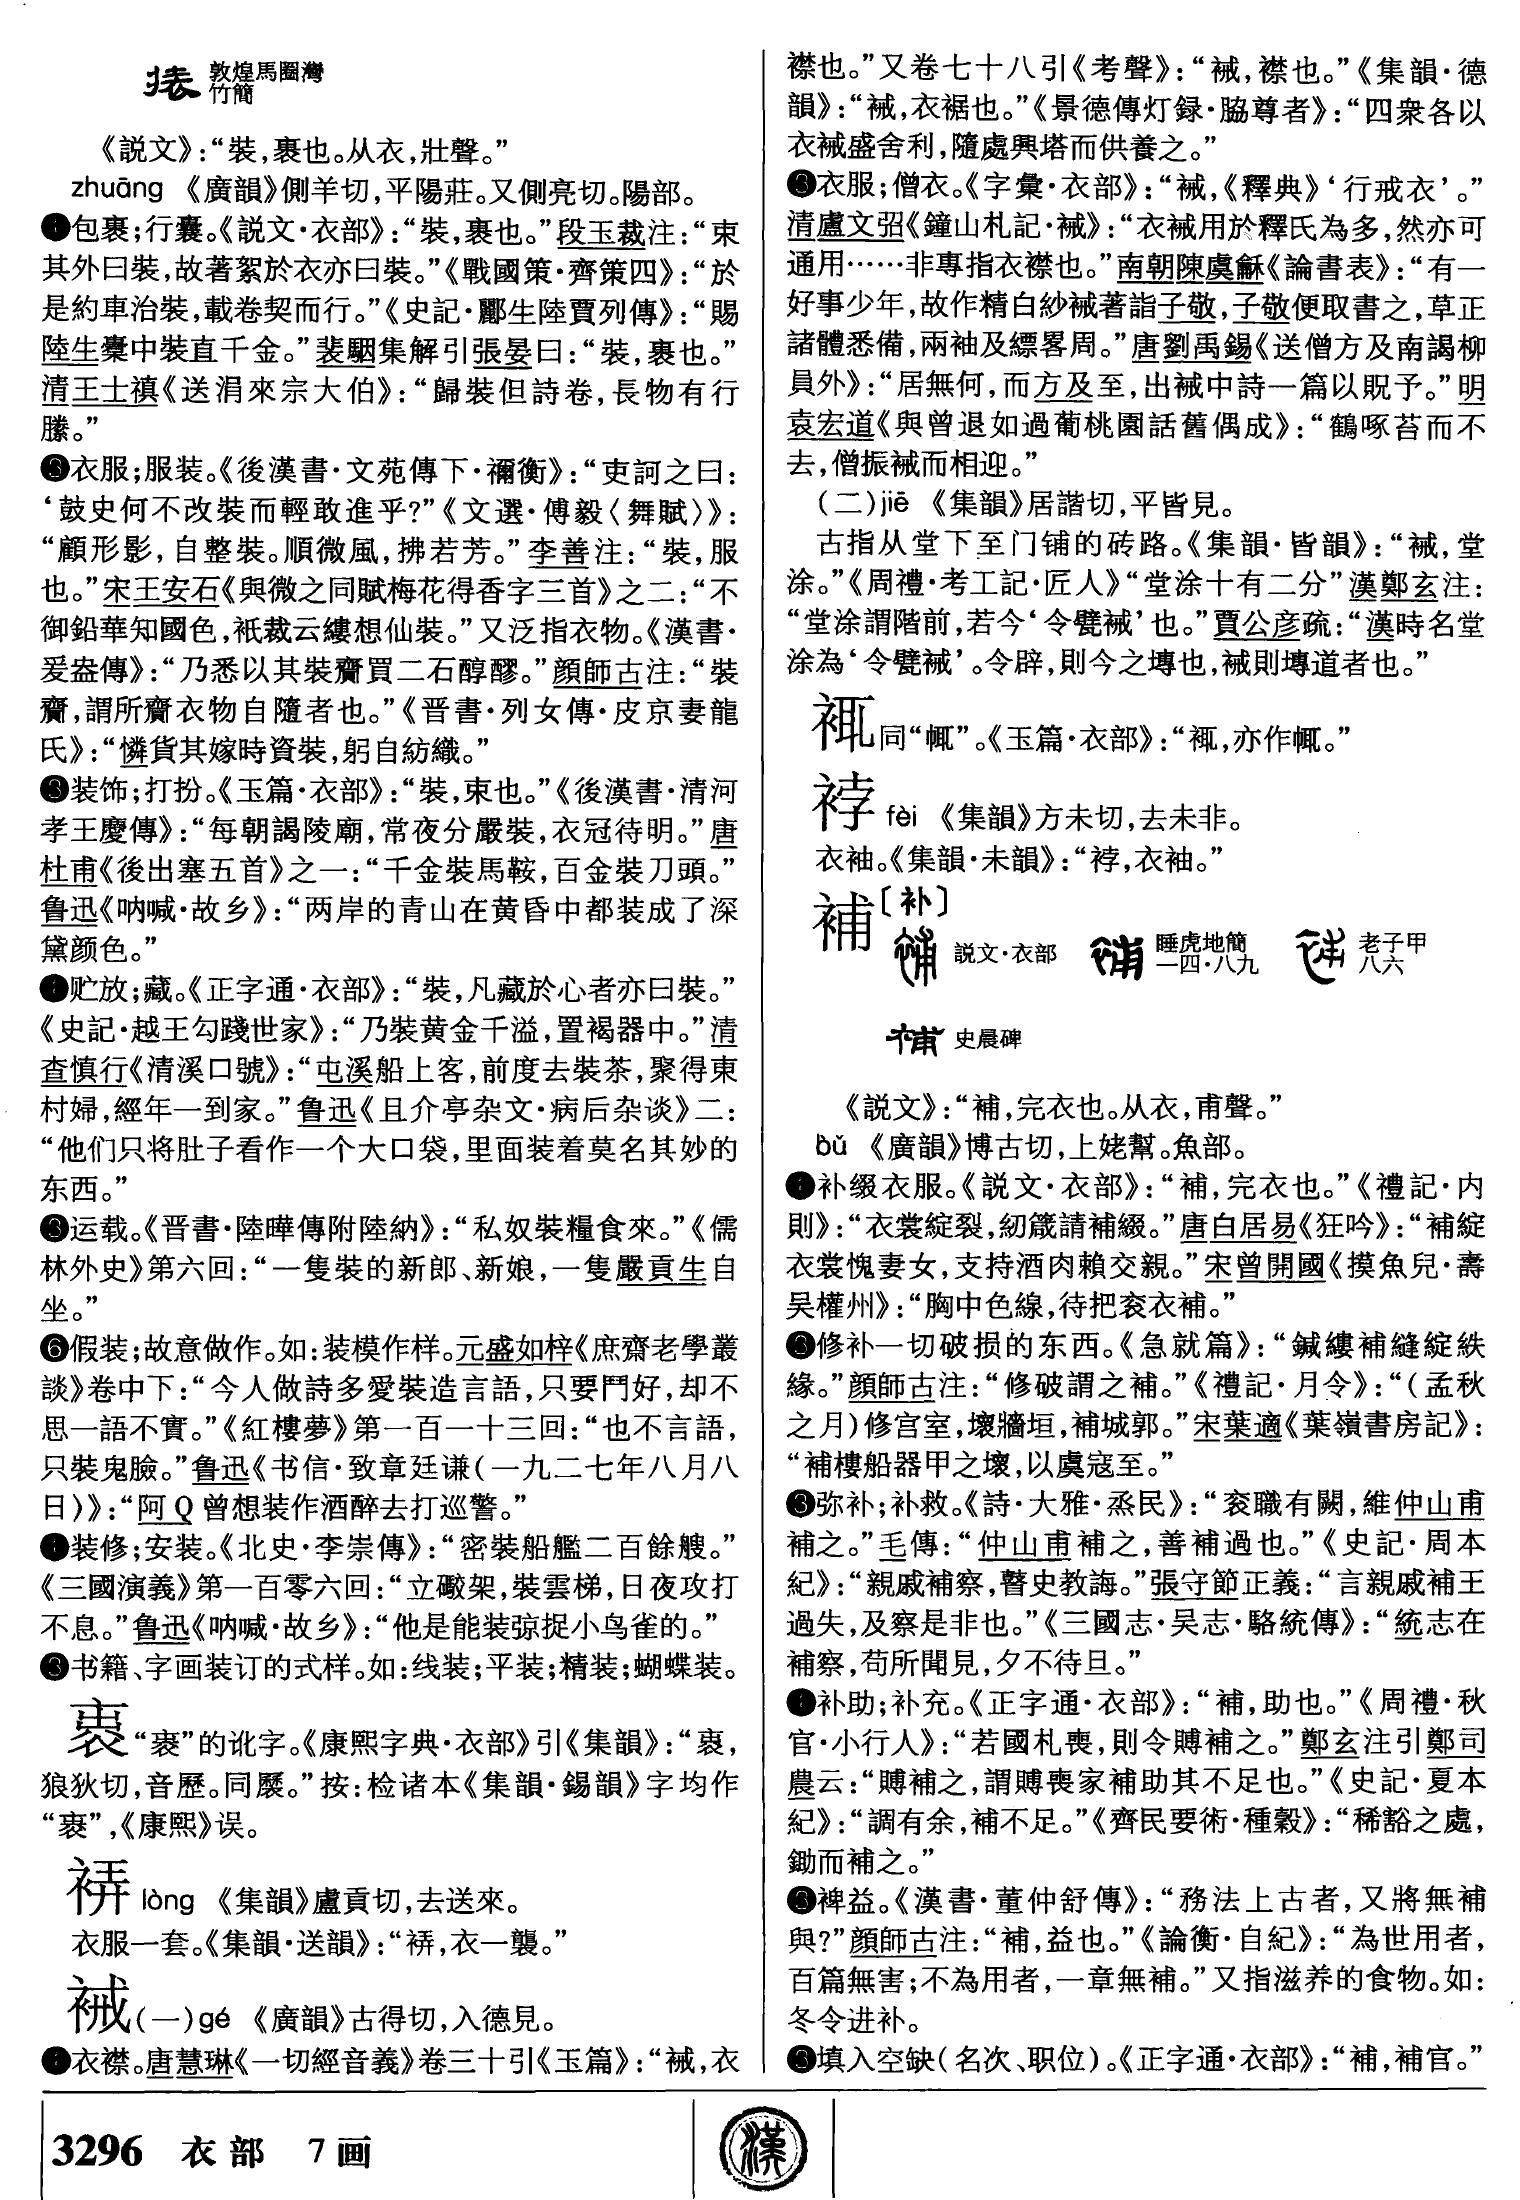 敦煌馬圈灣
竹簡
《説文》：“裝，裹也。从衣，壯聲。”
zhuāng 《廣韻》側羊切，平陽莊。又側亮切。陽部。
❶包裹；行囊。《説文·衣部》：“裝，裹也。”段玉裁注：“束
其外曰裝，故著絮於衣亦曰裝。”《戰國策·齊策四》：“於
是約車治裝，載卷契而行。”《史記·酈生陸賈列傳》：“賜
陸生橐中裝直千金。”裴駰集解引張晏曰：“裝，裹也。”
清王士禛《送涓來宗大伯》：“歸裝但詩卷，長物有行
縢。”
❷衣服；服装。《後漢書·文苑傳下·禰衡》：“吏訶之曰：
‘鼓史何不改裝而輕敢進乎?”《文選·傅毅〈舞賦〉》：
“顧形影，自整裝。順微風，拂若芳。”李善注：“裝，服
也。”宋王安石《與微之同賦梅花得香字三首》之二：“不
御鉛華知國色，衹裁云縷想仙裝。”又泛指衣物。《漢書·
爰盎傳》：“乃悉以其裝齎買二石醇醪。”顔師古注：“裝
齎，謂所齎衣物自隨者也。”《晋書·列女傳·皮京妻龍
氏》：“憐貨其嫁時資裝，躬自紡織。”
❸装饰；打扮。《玉篇·衣部》：“裝，束也。”《後漢書·清河
孝王慶傳》：“每朝謁陵廟，常夜分嚴裝，衣冠待明。”唐
杜甫《後出塞五首》之一：“千金裝馬鞍，百金裝刀頭。”
鲁迅《呐喊·故乡》：“两岸的青山在黄昏中都装成了深
黛颜色。”
❹贮放；藏。《正字通·衣部》：“裝，凡藏於心者亦曰裝。”
《史記·越王勾踐世家》：“乃裝黄金千溢，置褐器中。”清
查慎行《清溪口號》：“屯溪船上客，前度去裝茶，聚得東
村婦，經年一到家。”鲁迅《且介亭杂文·病后杂谈》二：
“他们只将肚子看作一个大口袋，里面装着莫名其妙的
东西。”
❺运载。《晋書·陸曄傳附陸納》：“私奴裝糧食來。”《儒
林外史》第六回：“一隻裝的新郎、新娘，一隻嚴貢生自
坐。”
❻假装；故意做作。如：装模作样。元盛如梓《庶齋老學叢
談》卷中下：“今人做詩多愛裝造言語，只要鬥好，却不
思一語不實。”《紅樓夢》第一百一十三回：“也不言語，
只裝鬼臉。”鲁迅《书信·致章廷谦（一九二七年八月八
日）》：“阿Q曾想装作酒醉去打巡警。”
❼装修；安装。《北史·李崇傳》：“密裝船艦二百餘艘。”
《三國演義》第一百零六回：“立礮架，裝雲梯，日夜攻打
不息。”鲁迅《呐喊·故乡》：“他是能装弶捉小鸟雀的。”
❽书籍、字画装订的式样。如：线装；平装；精装；蝴蝶装。
“䙏”的讹字。《康熙字典·衣部》引《集韻》：“，
狼狄切，音歷。同。”按：检诸本《集韻·錫韻》字均作
“”，《康熙》误。
䙪 lòng 《集韻》盧貢切，去送來。
衣服一套。《集韻·送韻》：“，衣一襲。”
裓（一）gé 《廣韻》古得切，入德見。
❶衣襟。唐慧琳《一切經音義》卷三十引《玉篇》：“裓，衣
襟也。”又卷七十八引《考聲》：“裓，襟也。”《集韻·德
韻》：“裓，衣裾也。”《景德傳灯録·脇尊者》：“四衆各以
衣裓盛舍利，隨處興塔而供養之。”
❷衣服；僧衣。《字彙·衣部》：“裓，《釋典》‘行戒衣’。”
清盧文弨《鐘山札記·裓》：“衣裓用於釋氏為多，然亦可
通用……非專指衣襟也。”南朝陳虞龢《論書表》：“有一
好事少年，故作精白紗裓著詣子敬，子敬便取書之，草正
諸體悉備，兩袖及縹畧周。”唐劉禹錫《送僧方及南謁柳
員外》：“居無何，而方及至，出裓中詩一篇以貺予。”明
袁宏道《與曾退如過葡桃園話舊偶成》：“鶴啄苔而不
去，僧振裓而相迎。”
（二）jiē 《集韻》居諧切，平皆見。
古指从堂下至门铺的砖路。《集韻·皆韻》：“裓，堂
涂。”《周禮·考工記·匠人》“堂涂十有二分”漢鄭玄注：
“堂涂謂階前，若今‘令甓裓’也。”賈公彦疏：“漢時名堂
涂為‘令甓裓’。令辟，則今之塼也，裓則塼道者也。”
䘚同“㡇”。《玉篇·衣部》：“，亦作㡇。”
䘠 fèi 《集韻》方未切，去未非。
衣袖。《集韻·未韻》：“，衣袖。”
補〔补〕
説文·衣部
睡虎地簡
一四·八九
老子甲
八六
史晨碑
《説文》：“補，完衣也。从衣，甫聲。”
bǔ 《廣韻》博古切，上姥幫。魚部。
❶补缀衣服。《説文·衣部》：“補，完衣也。”《禮記·内
則》：“衣裳綻裂，紉箴請補綴。”唐白居易《狂吟》：“補綻
衣裳愧妻女，支持酒肉賴交親。”宋曾開國《摸魚兒·壽
吴權州》：“胸中色線，待把衮衣補。”
❷修补一切破损的东西。《急就篇》：“鍼縷補縫綻紩
緣。”顔師古注：“修破謂之補。”《禮記·月令》：“（孟秋
之月）修宫室，壞牆垣，補城郭。”宋葉適《葉嶺書房記》：
“補樓船器甲之壞，以虞寇至。”
❸弥补；补救。《詩·大雅·烝民》：“衮職有闕，維仲山甫
補之。”毛傳：“仲山甫補之，善補過也。”《史記·周本
紀》：“親戚補察，瞽史教誨。”張守節正義：“言親戚補王
過失，及察是非也。”《三國志·吴志·駱統傳》：“統志在
補察，苟所聞見，夕不待旦。”
❹补助；补充。《正字通·衣部》：“補，助也。”《周禮·秋
官·小行人》：“若國札喪，則令賻補之。”鄭玄注引鄭司
農云：“賻補之，謂賻喪家補助其不足也。”《史記·夏本
紀》：“調有余，補不足。”《齊民要術·種穀》：“稀豁之處，
鋤而補之。”
❺裨益。《漢書·董仲舒傳》：“務法上古者，又將無補
與?”顔師古注：“補，益也。”《論衡·自紀》：“為世用者，
百篇無害；不為用者，一章無補。”又指滋养的食物。如：
冬令进补。
❻填入空缺（名次、职位）。《正字通·衣部》：“補，補官。”
3296 衣部 7画
漢